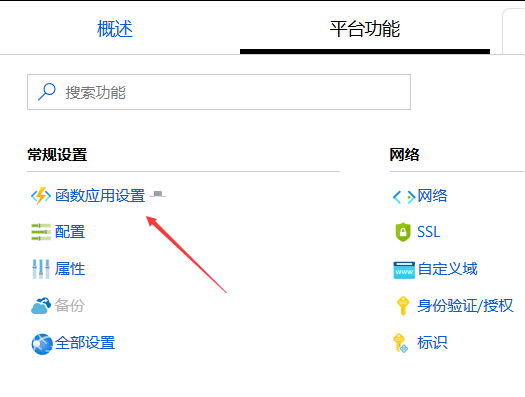 概述
平台功能
搜索功能
常规设置
函数应用设置
配置
属性
备份
全部设置
网络
网络
SSL
www
自定义域
身份验证/授权
标识